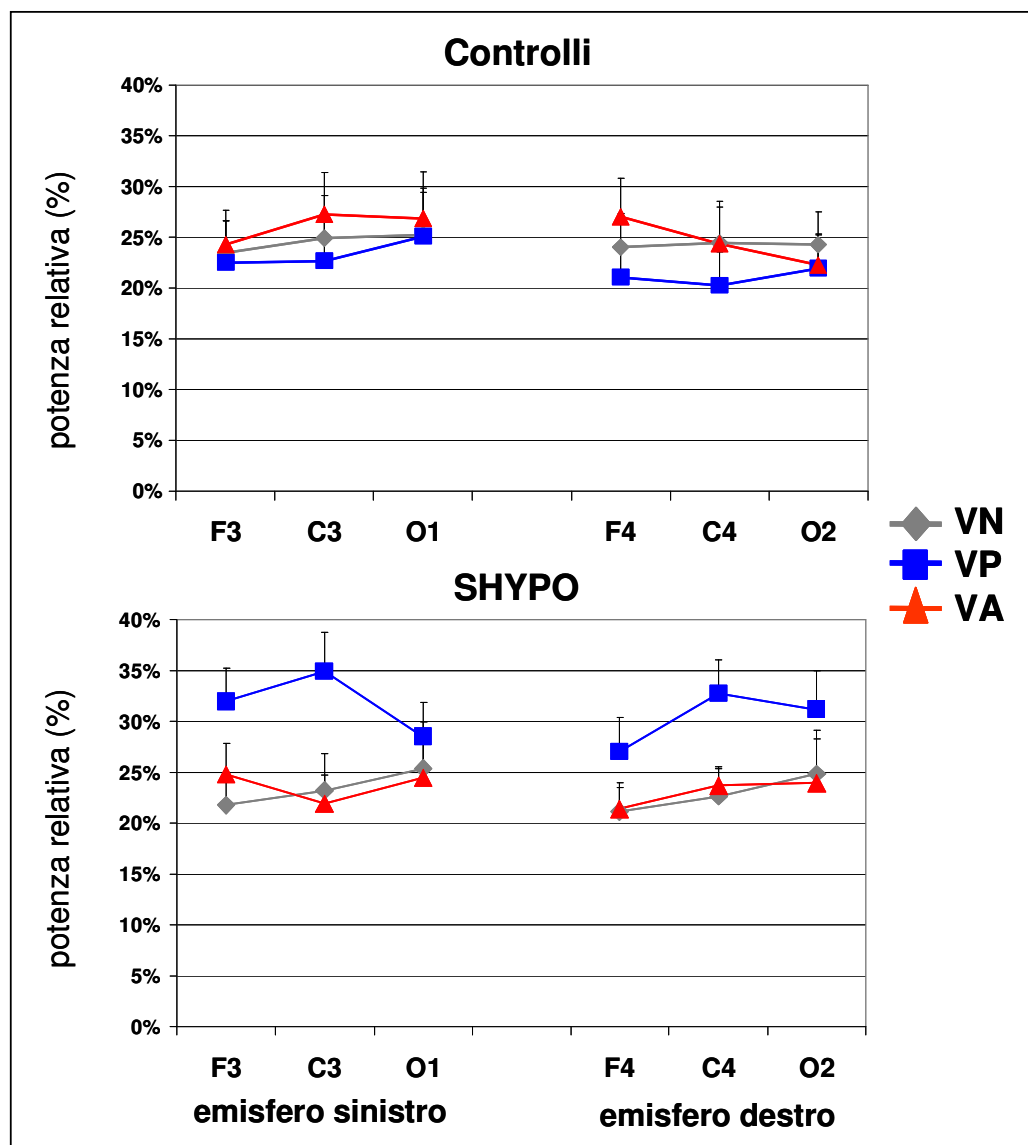 Controlli
potenza relativa (%)
40%
35%
30%
25%
20%
15%
10%
5%
0%
F3 C3 O1 F4 C4 O2
VN
VP
VA
SHYPO
potenza relativa (%)
40%
35%
30%
25%
20%
15%
10%
5%
0%
F3 C3 O1 F4 C4 O2
emisfero sinistro emisfero destro